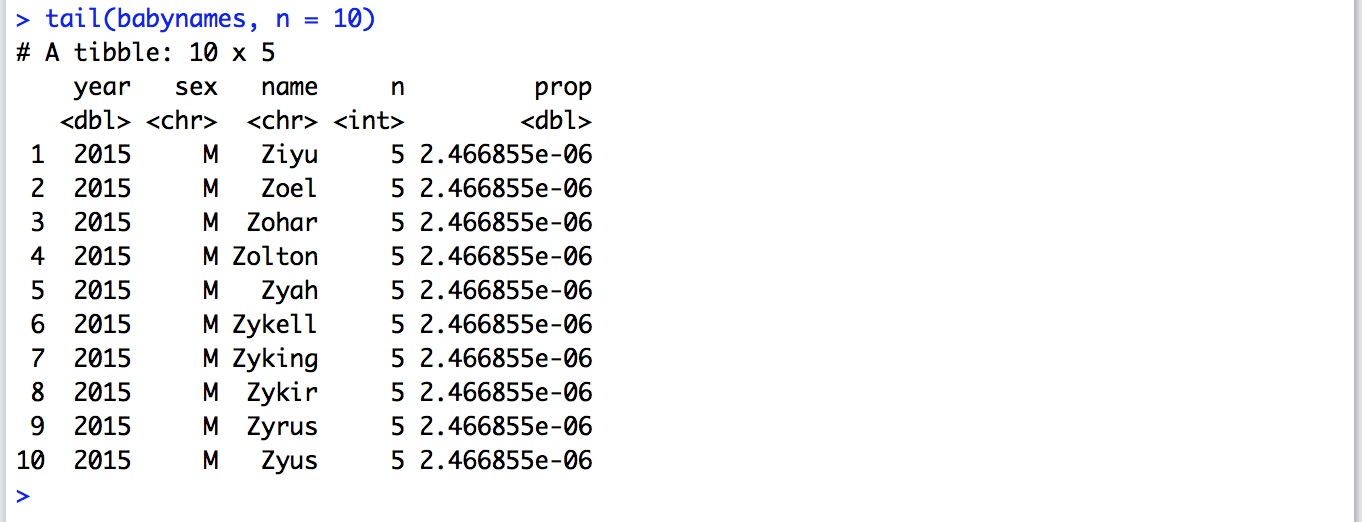 > tail(babynames, n = 10)
# A tibble: 10 x 5
    year   sex   name     n         prop
   <dbl> <chr>  <chr> <int>        <dbl>
 1  2015     M   Ziyu     5 2.466855e-06
 2  2015     M   Zoel     5 2.466855e-06
 3  2015     M  Zohar     5 2.466855e-06
 4  2015     M Zolton     5 2.466855e-06
 5  2015     M   Zyah     5 2.466855e-06
 6  2015     M Zykell     5 2.466855e-06
 7  2015     M Zyking     5 2.466855e-06
 8  2015     M  Zykir     5 2.466855e-06
 9  2015     M  Zyrus     5 2.466855e-06
10  2015     M   Zyus     5 2.466855e-06
>